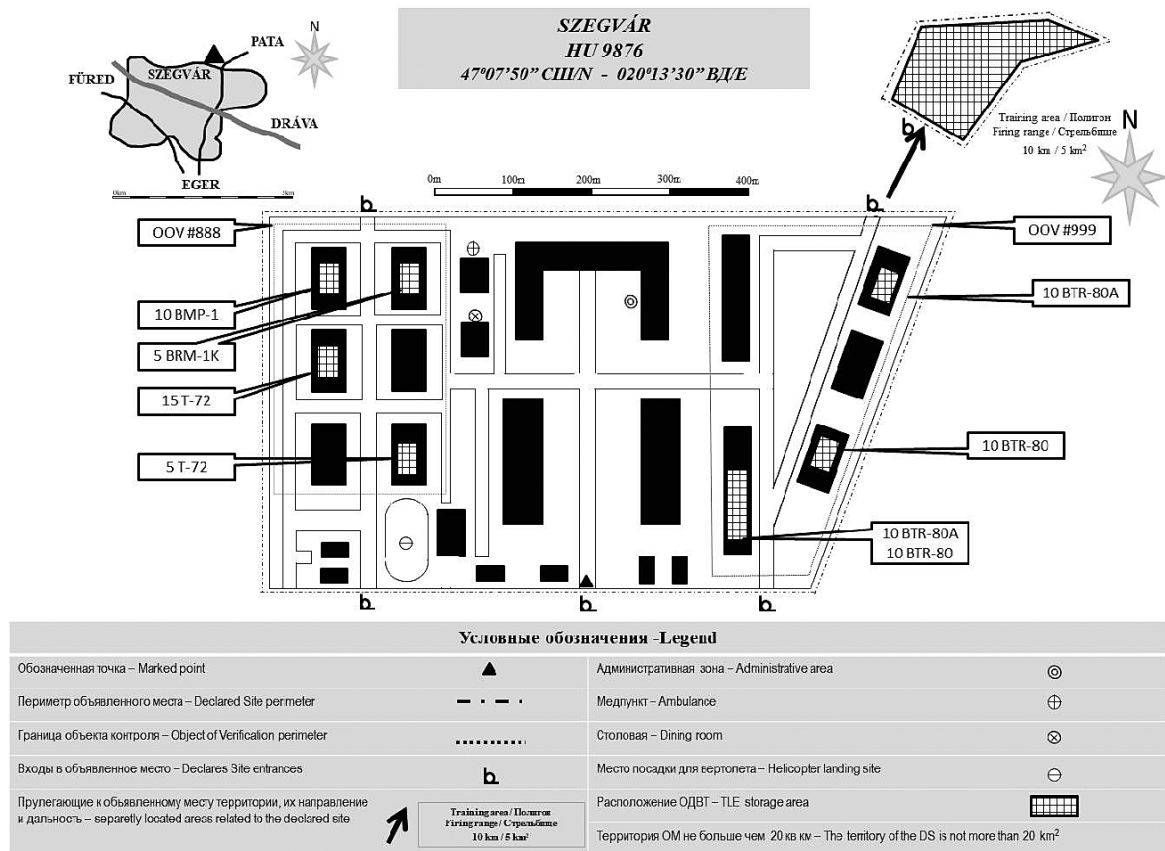 SZEGVÁR
HU 9876
47º07’50” СШ/N - 020º13’30” ВД/E
N
PATA
SZEGVÁR
FÜRED
DRÁVA
EGER
0km 5km
Training area / Полигон
Firing range / Стрельбище
10 km / 5 km²
N
0m 100m 200m 300m 400m
OOV #888
10 BMP-1
5 BRM-1K
15 T-72
5 T-72
OOV #999
10 BTR-80A
10 BTR-80
10 BTR-80A
10 BTR-80
Условные обозначения -Legend
Обозначенная точка – Marked point
Периметр объявленного места – Declared Site perimeter
Граница объекта контроля – Object of Verification perimeter
Входы в объявленное место – Declares Site entrances
Прулегающие к объявленному месту территории, их направление
и дальность – separetly located areas related to the declared site
Training area / Полигон
Firing range / Стрельбище
10 km / 5 km²
Административная зона – Administrative area
Медпункт – Ambulance
Столовая – Dining room
Место посадки для вертолета – Helicopter landing site
Расположение ОДВТ – TLE storage area
Территория ОМ не больше чем 20 кв км – The territory of the DS is not more than 20 km²